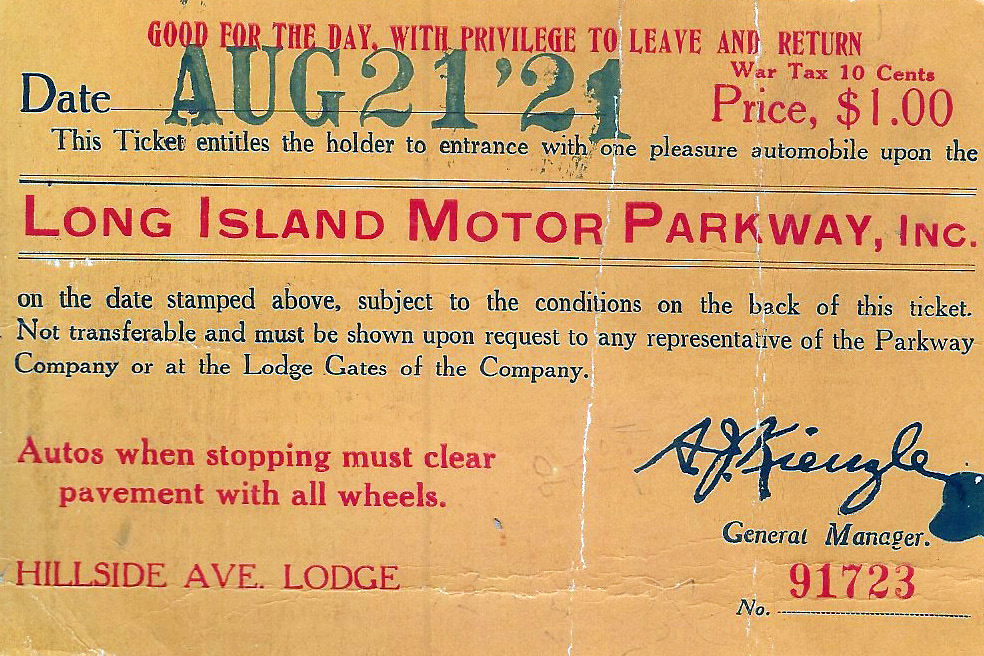 GOOD FOR THE DAY, WITH PRIVILEGE TO LEAVE AND RETURN
War Tax 10 Cents
Date AUG 21 '21
Price, $1.00
This Ticket entitles the holder to entrance with one pleasure automobile upon the
LONG ISLAND MOTOR PARKWAY, INC.
on the date stamped above, subject to the conditions on the back of this ticket.
Not transferable and must be shown upon request to any representative of the Parkway
Company or at the Lodge Gates of the Company.
Autos when stopping must clear
pavement with all wheels.
A J Kienzle
General Manager.
HILLSIDE AVE. LODGE
No. 91723